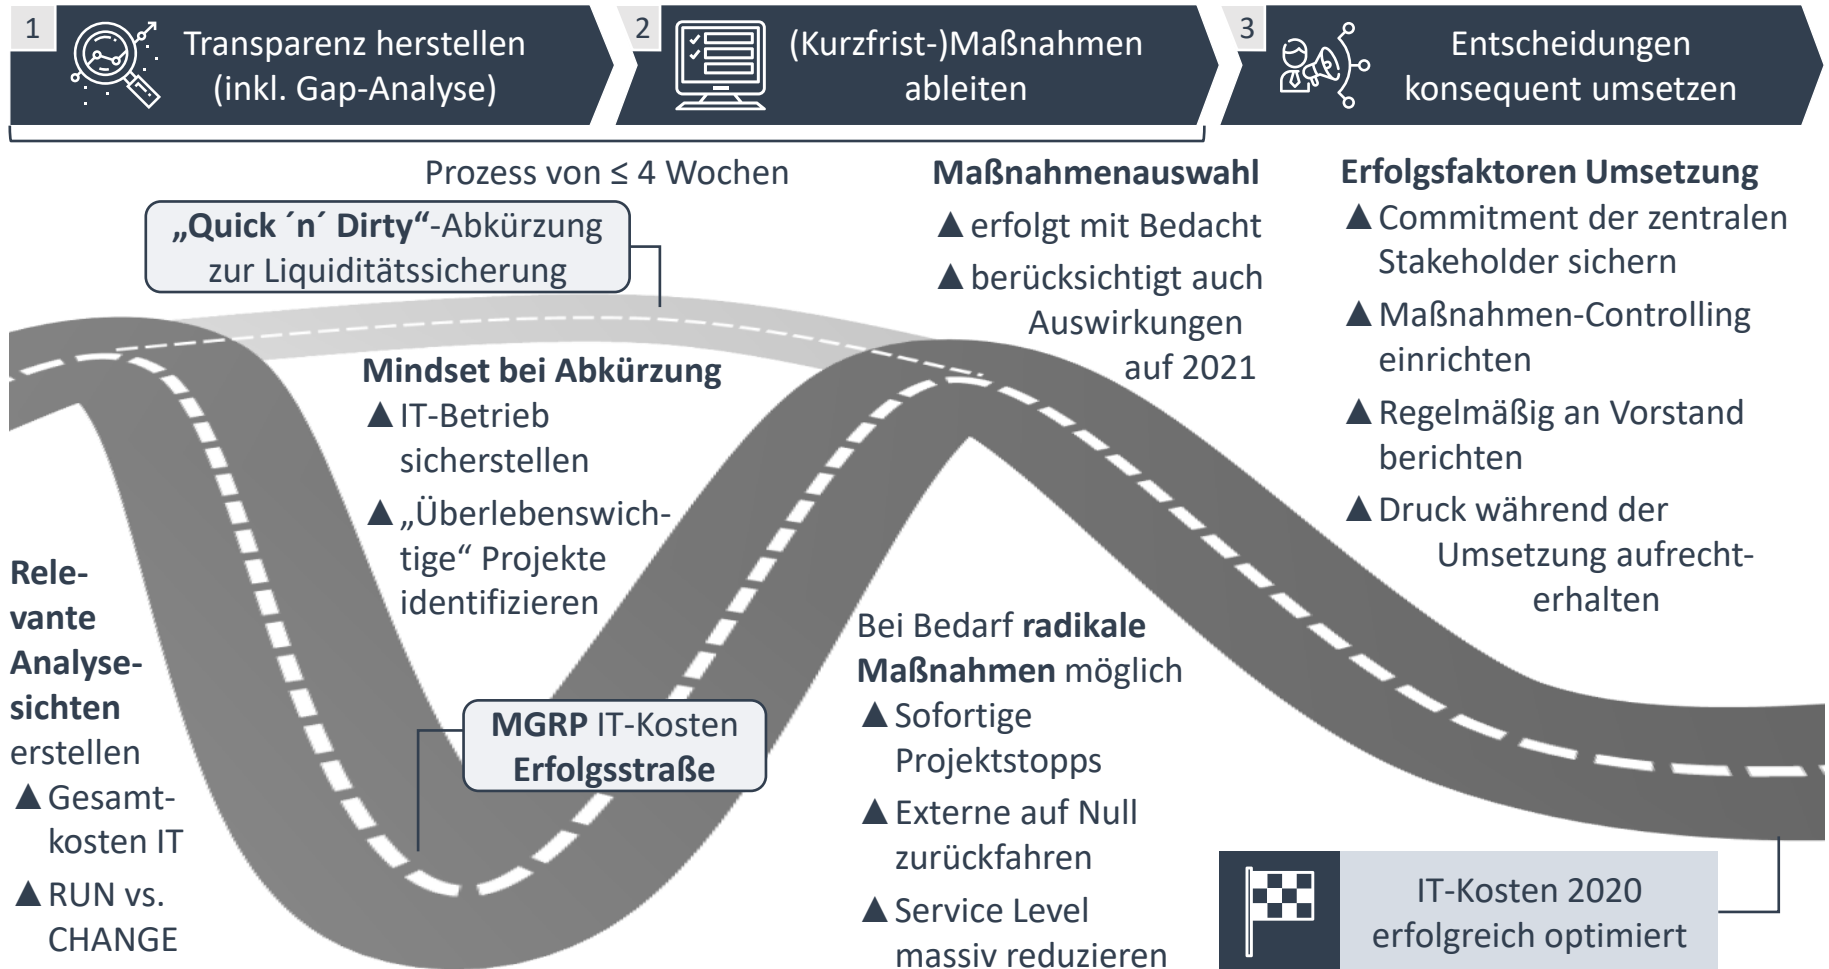 1
Transparenz herstellen
(inkl. Gap-Analyse)
2
(Kurzfrist-)Maßnahmen
ableiten
3
Entscheidungen
konsequent umsetzen
Prozess von ≤ 4 Wochen
„Quick ´n´ Dirty“-Abkürzung
zur Liquiditätssicherung
Mindset bei Abkürzung
▲ IT-Betrieb
sicherstellen
▲ „Überlebenswich-
tige“ Projekte
identifizieren
Rele-
vante
Analyse-
sichten
erstellen
▲ Gesamt-
kosten IT
▲ RUN vs.
CHANGE
MGRP IT-Kosten
Erfolgsstraße
Maßnahmenauswahl
▲ erfolgt mit Bedacht
▲ berücksichtigt auch
Auswirkungen
auf 2021
Bei Bedarf radikale
Maßnahmen möglich
▲ Sofortige
Projektstopps
▲ Externe auf Null
zurückfahren
▲ Service Level
massiv reduzieren
Erfolgsfaktoren Umsetzung
▲ Commitment der zentralen
Stakeholder sichern
▲ Maßnahmen-Controlling
einrichten
▲ Regelmäßig an Vorstand
berichten
▲ Druck während der
Umsetzung aufrecht-
erhalten
IT-Kosten 2020
erfolgreich optimiert